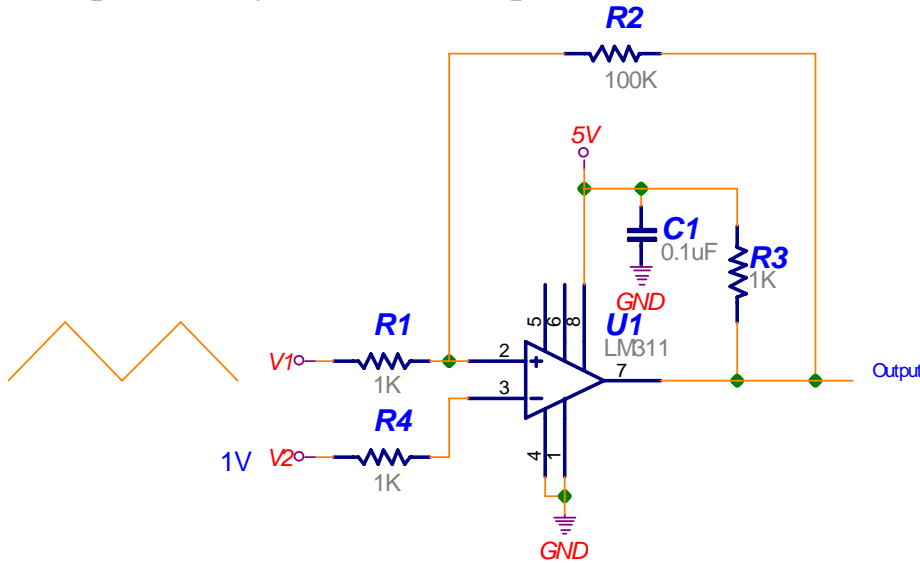 R2
100K
5V
C1
0.1uF
R3
1K
GND
5
6
8
U1
LM311
R1
V1
1K
2
+
7
Output
3
-
R4
1V
V2
1K
4
1
GND